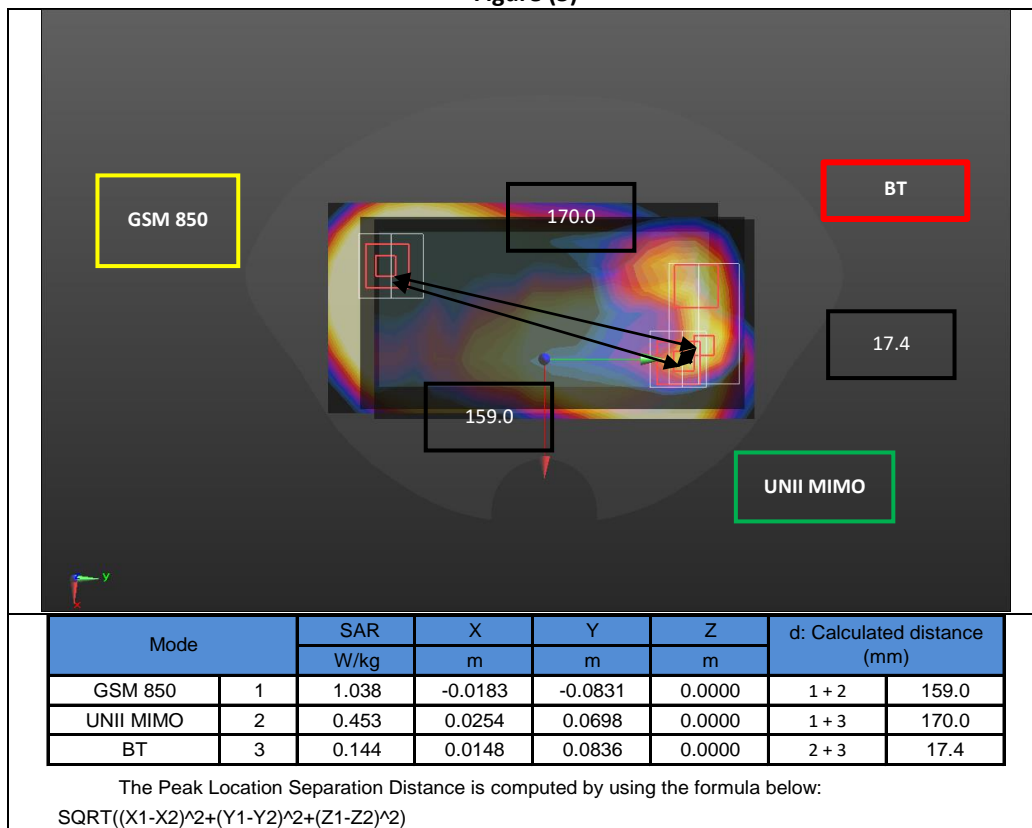 Figure (3)
BT
GSM 850
170.0
17.4
159.0
UNII MIMO
y
x
Mode SAR X Y Z d: Calculated distance (mm)
W/kg m m m
GSM 850 1 1.038 -0.0183 -0.0831 0.0000 1 + 2 159.0
UNII MIMO 2 0.453 0.0254 0.0698 0.0000 1 + 3 170.0
BT 3 0.144 0.0148 0.0836 0.0000 2 + 3 17.4
The Peak Location Separation Distance is computed by using the formula below:
SQRT((X1-X2)^2+(Y1-Y2)^2+(Z1-Z2)^2)